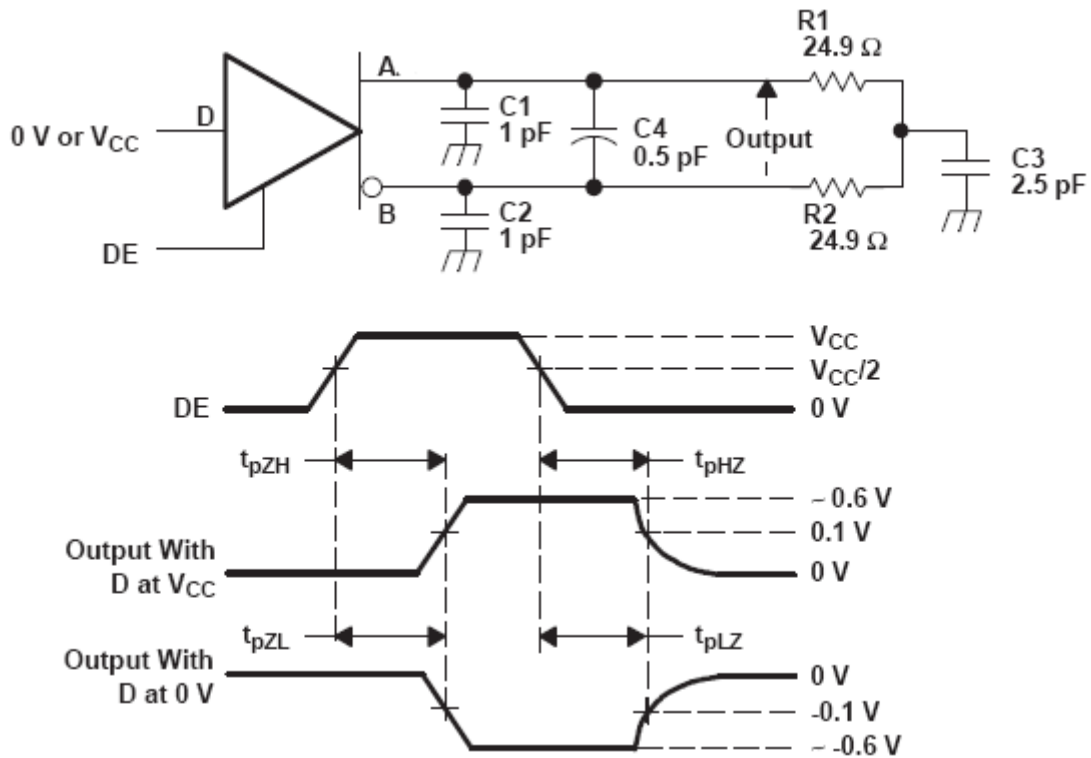 R1
24.9 Ω
A.
D
C1
1 pF
C4
0.5 pF
Output
0 V or VCC
C3
2.5 pF
B
C2
1 pF
R2
24.9 Ω
DE
VCC
VCC/2
DE
0 V
tpZH
tpHZ
~ 0.6 V
0.1 V
Output With
D at VCC
0 V
tpZL
tpLZ
Output With
D at 0 V
0 V
-0.1 V
~ -0.6 V